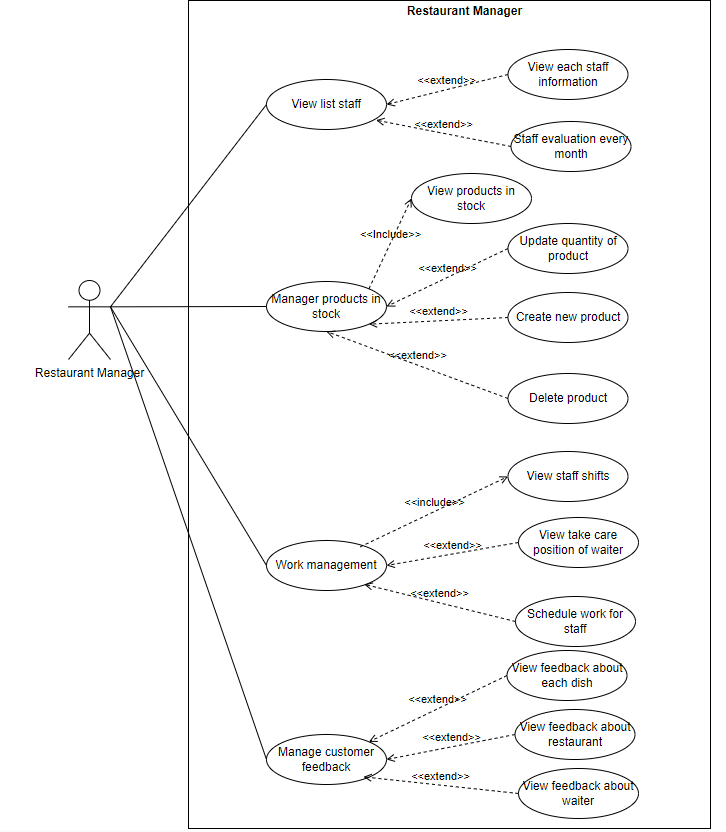 Restaurant Manager
View each staff
information
<<extend>>
View list staff
<<extend>>
Staff evaluation every
month
View products in
stock
<<Include>>
Update quantity of
product
<<extend>>
Manager products in
stock
<<extend>>
Create new product
<<extend>>
Restaurant Manager
Delete product
View staff shifts
<<include>>
View take care
position of waiter
<<extend>>
Work management
<<extend>>
Schedule work for
staff
View feedback about
each dish
<<extend>>
View feedback about
restaurant
<<extend>>
Manage customer
feedback
<<extend>>
View feedback about
waiter